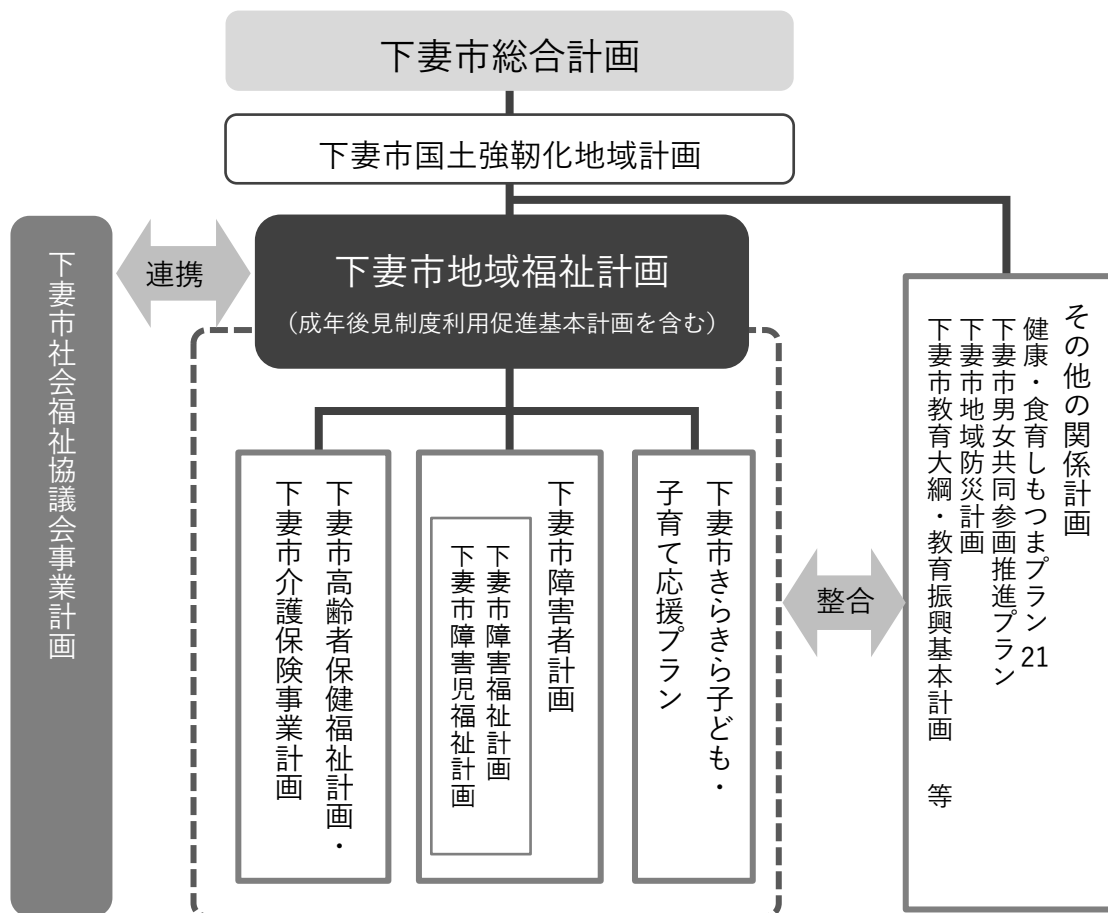 下妻市総合計画
下妻市国土強靭化地域計画
下妻市社会福祉協議会事業計画
連携
下妻市地域福祉計画
（成年後見制度利用促進基本計画を含む）
下妻市高齢者保健福祉計画・
下妻市介護保険事業計画
下妻市障害者計画
下妻市障害福祉計画
下妻市障害児福祉計画
下妻市きらきら子ども・
子育て応援プラン
整合
その他の関係計画
健康・食育しもつまプラン 21
下妻市男女共同参画推進プラン
下妻市地域防災計画
下妻市教育大綱・教育振興基本計画　等